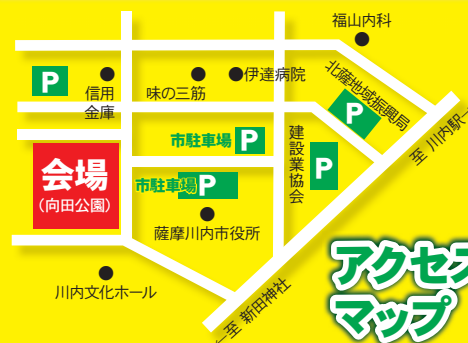 福山内科
P
信用
金庫
味の三筋
伊達病院
北薩地域振興局
P
至 川内駅→
市駐車場 P
建設業協会
P
会場
(向田公園)
市駐車場 P
薩摩川内市役所
川内文化ホール
←至 新田神社
アクセス
マップ